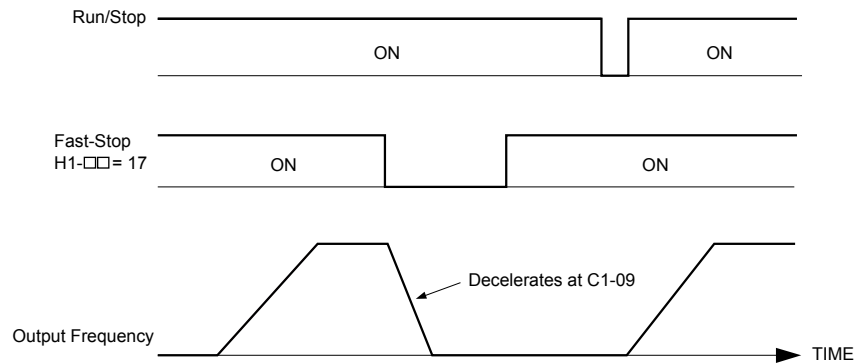 Run/Stop
ON
ON
Fast-Stop
H1-□□= 17
ON
ON
Decelerates at C1-09
Output Frequency
TIME